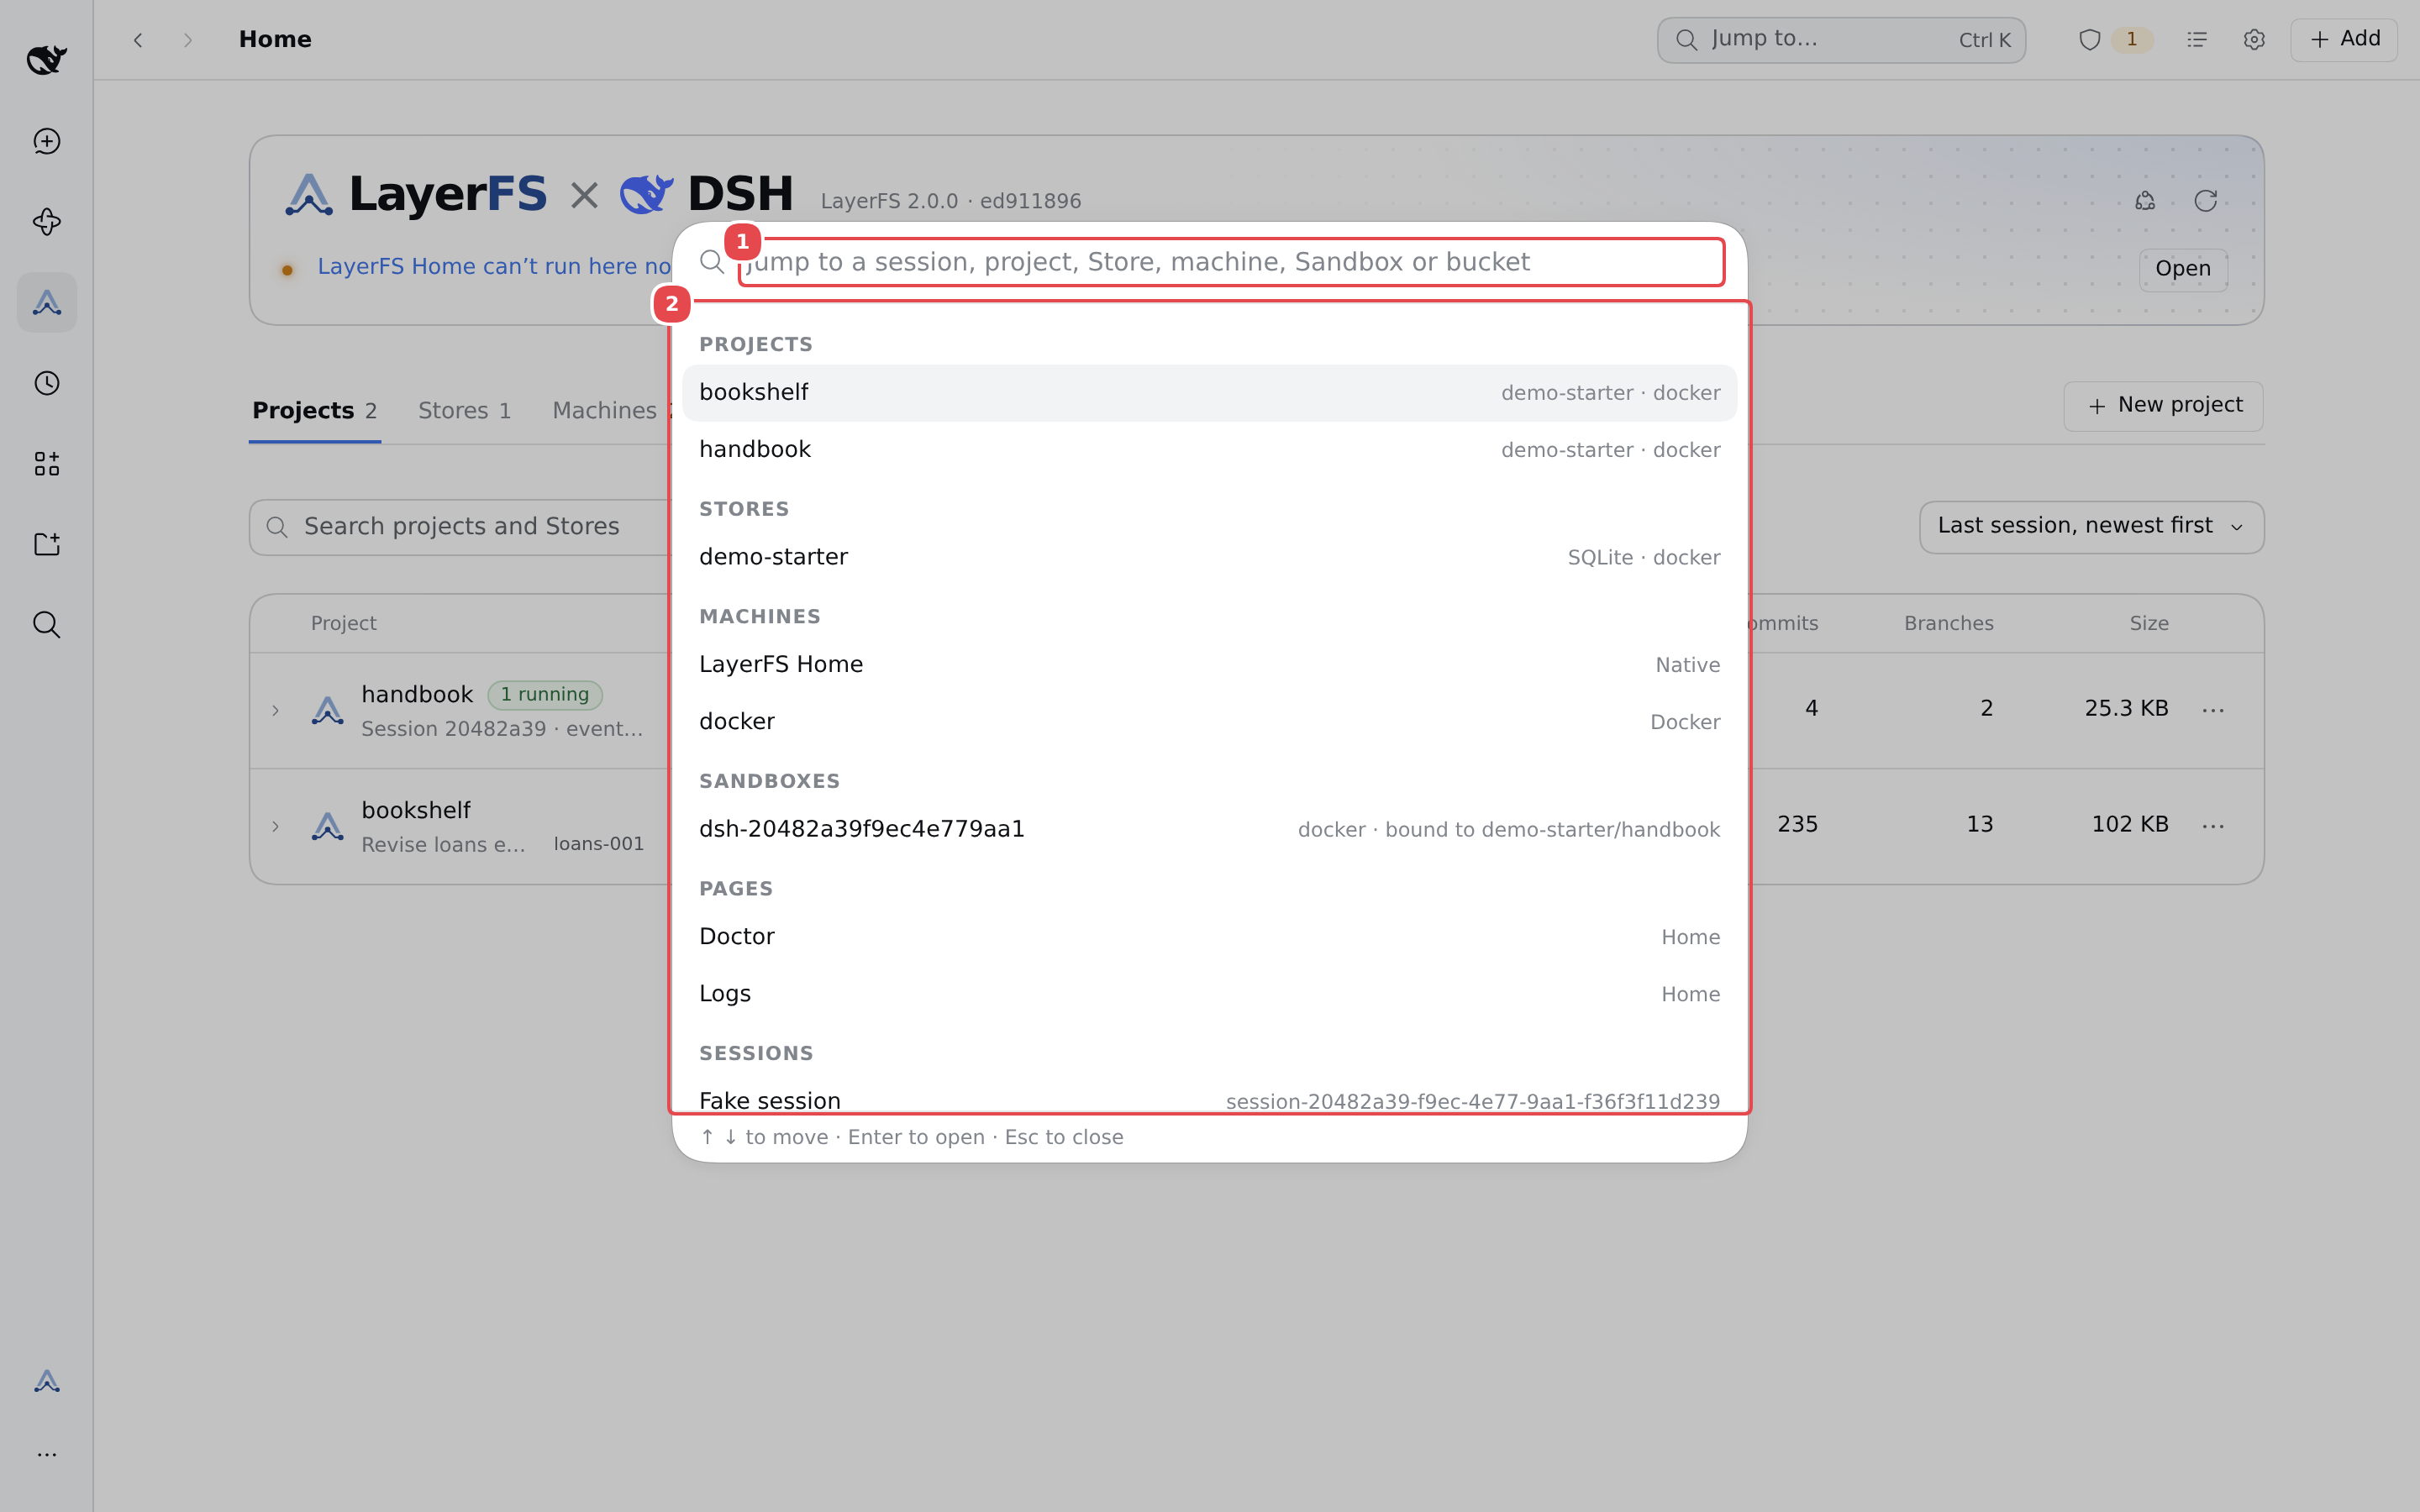 Home
Jump to...
Ctrl K
1
Add
LayerFS × DSH LayerFS 2.0.0 · ed911896
LayerFS Home can't run here no
Open
1
Jump to a session, project, Store, machine, Sandbox or bucket
2
PROJECTS
bookshelf demo-starter · docker
handbook demo-starter · docker
STORES
demo-starter SQLite · docker
MACHINES
LayerFS Home Native
docker Docker
SANDBOXES
dsh-20482a39f9ec4e779aa1 docker · bound to demo-starter/handbook
PAGES
Doctor Home
Logs Home
SESSIONS
Fake session session-20482a39-f9ec-4e77-9aa1-f36f3f11d239
↑ ↓ to move · Enter to open · Esc to close
Projects 2 Stores 1 Machines
New project
Search projects and Stores
Last session, newest first
Project ommits Branches Size
handbook 1 running
Session 20482a39 · event...
4 2 25.3 KB
bookshelf
Revise loans e... loans-001
235 13 102 KB